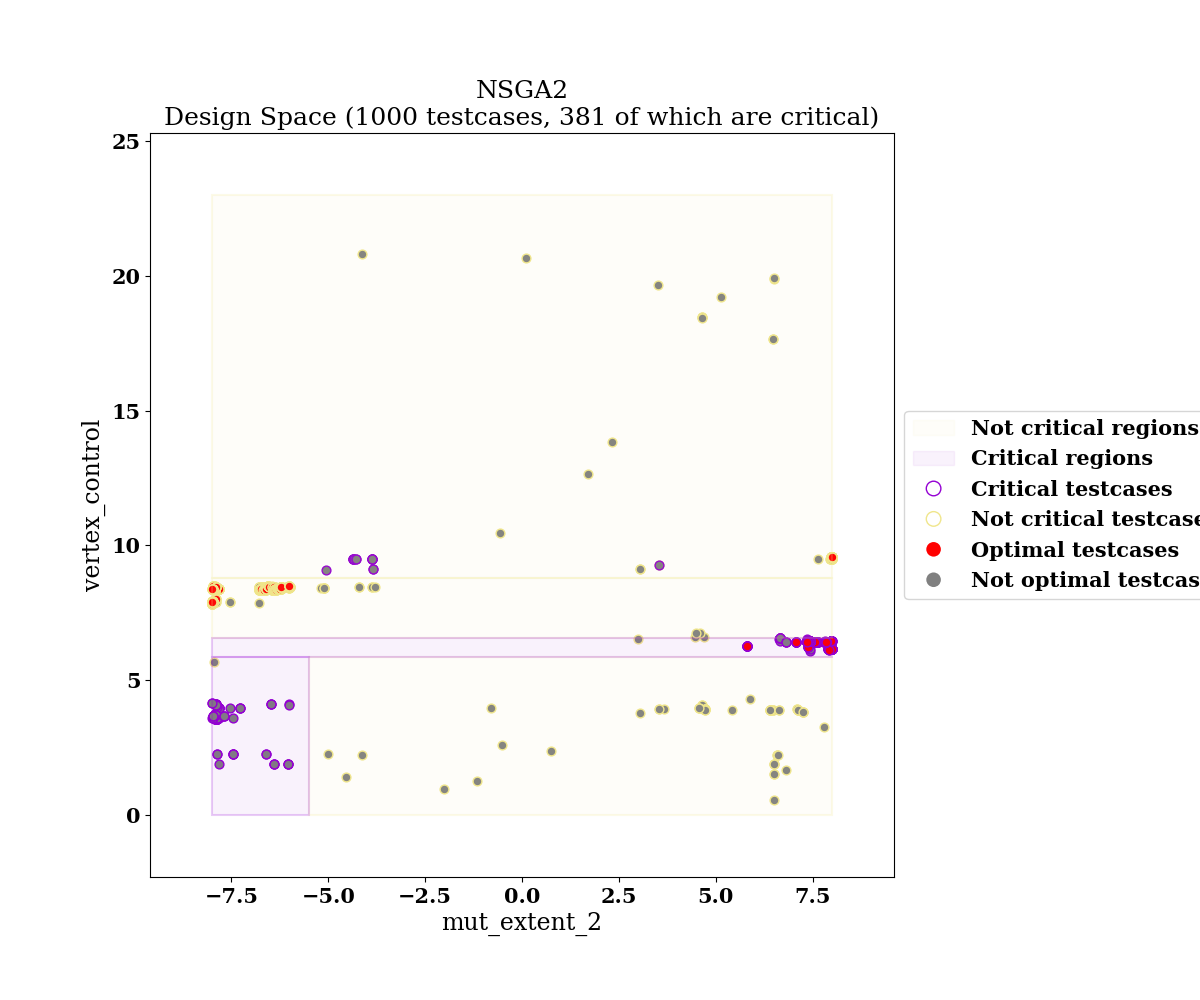 NSGA2
Design Space (1000 testcases, 381 of which are critical)
25
20
15
10
5
0
vertex_control
−7.5
−5.0
−2.5
0.0
2.5
5.0
7.5
mut_extent_2
Not critical regions
Critical regions
Critical testcases
Not critical testcase
Optimal testcases
Not optimal testcas